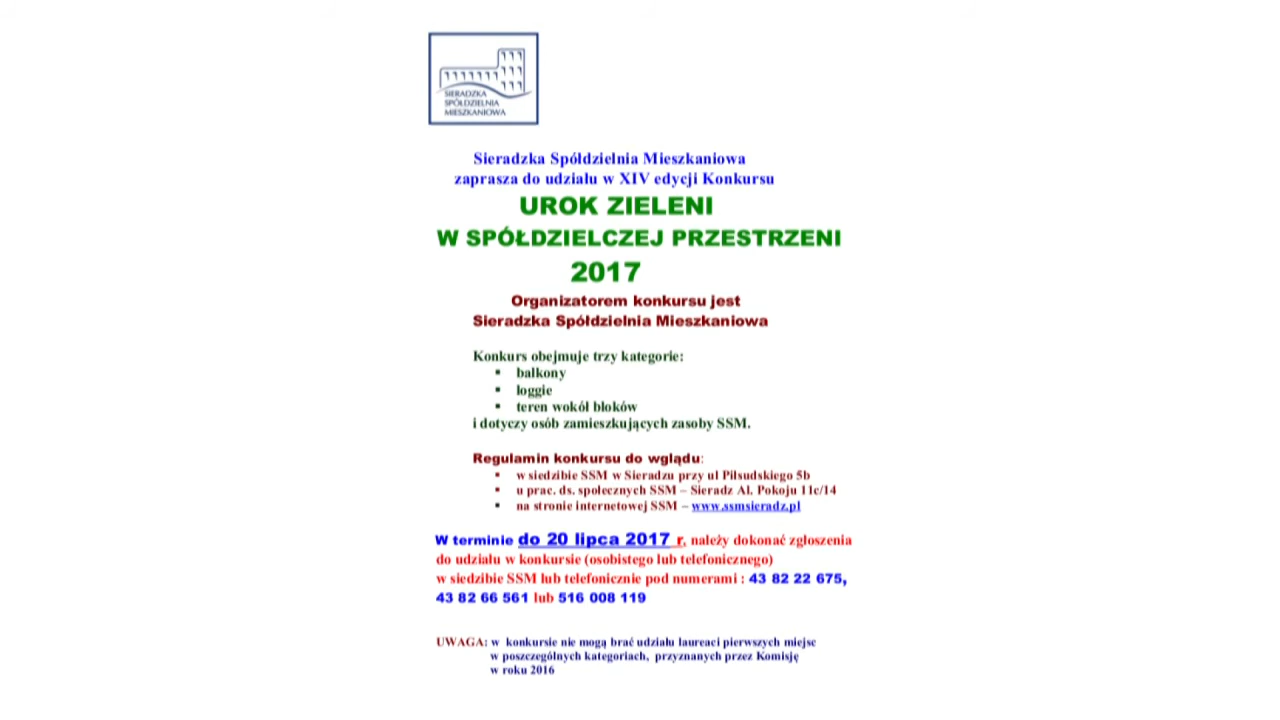 SIERADZKA
SPÓŁDZIELNIA
MIESZKANIOWA
Sieradzka Spółdzielnia Mieszkaniowa
zaprasza do udziału w XIV edycji Konkursu
UROK ZIELENI
W SPÓŁDZIELCZEJ PRZESTRZENI
2017
Organizatorem konkursu jest
Sieradzka Spółdzielnia Mieszkaniowa
Konkurs obejmuje trzy kategorie:
▪ balkony
▪ loggie
▪ teren wokół bloków
i dotyczy osób zamieszkujących zasoby SSM.
Regulamin konkursu do wglądu:
▪ w siedzibie SSM w Sieradzu przy ul Piłsudskiego 5b
▪ u prac. ds. społecznych SSM – Sieradz Al. Pokoju 11c/14
▪ na stronie internetowej SSM – www.ssmsieradz.pl
W terminie do 20 lipca 2017 r. należy dokonać zgłoszenia
do udziału w konkursie (osobistego lub telefonicznego)
w siedzibie SSM lub telefonicznie pod numerami : 43 82 22 675,
43 82 66 561 lub 516 008 119
UWAGA: w konkursie nie mogą brać udziału laureaci pierwszych miejsc
w poszczególnych kategoriach, przyznanych przez Komisję
w roku 2016